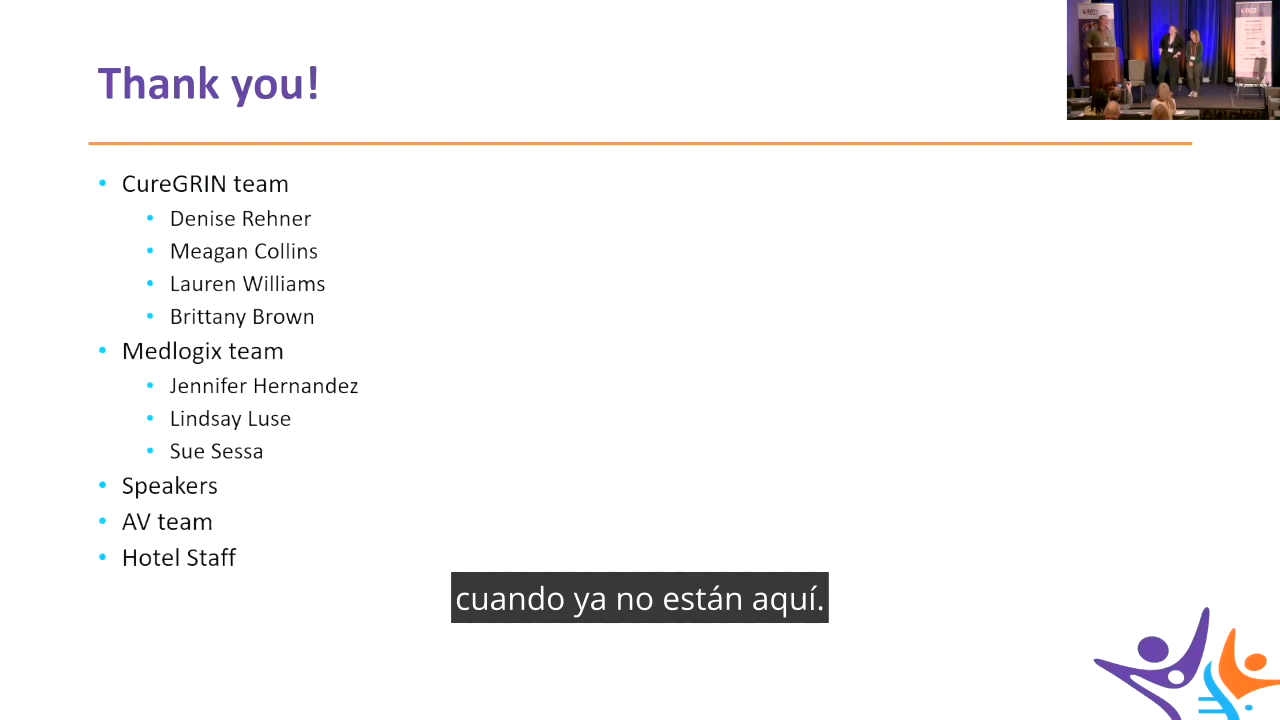 Thank you!
CureGRIN team
Denise Rehner
Meagan Collins
Lauren Williams
Brittany Brown
Medlogix team
Jennifer Hernandez
Lindsay Luse
Sue Sessa
Speakers
AV team
Hotel Staff
cuando ya no están aquí.